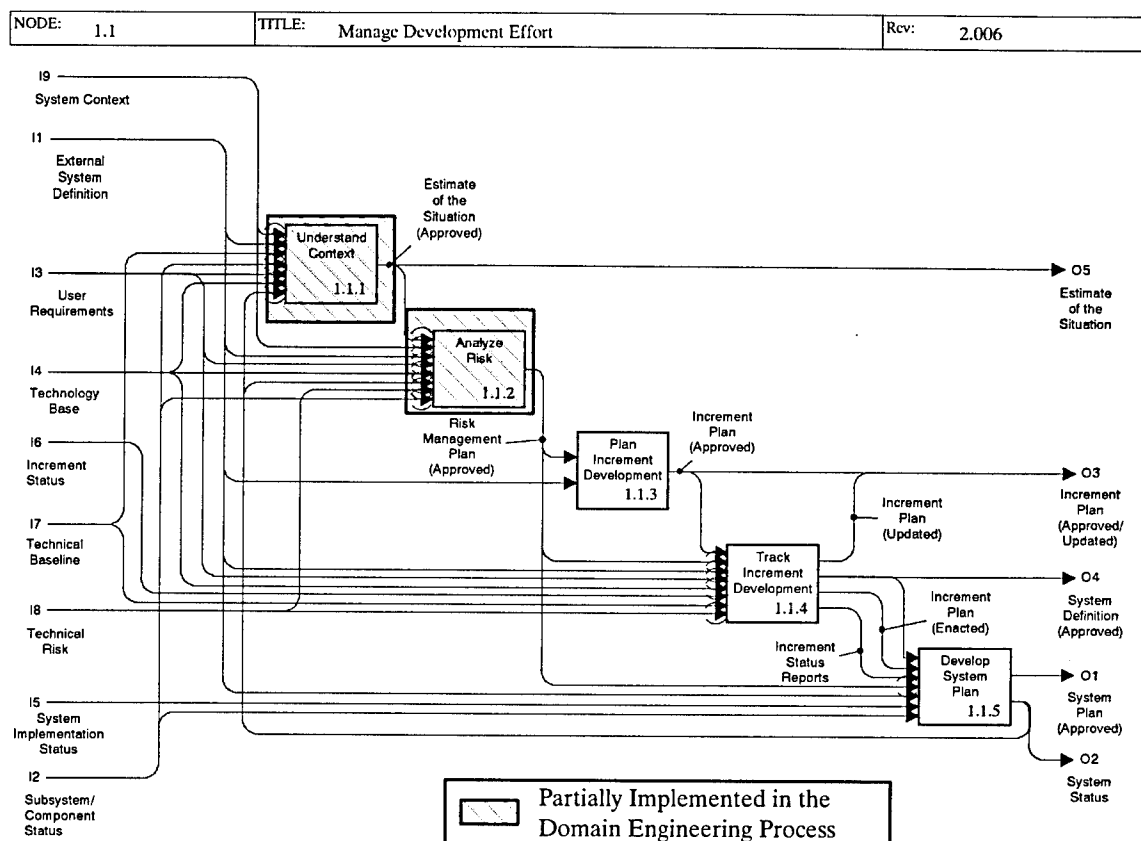 NODE: 1.1
TITLE: Manage Development Effort
Rev: 2.006
I9
System Context
I1
External
System
Definition
Estimate
of the
Situation
(Approved)
Understand
Context
1.1.1
I3
User
Requirements
O5
Estimate
of the
Situation
Analyze
Risk
1.1.2
I4
Technology
Base
Risk
Management
Plan
(Approved)
Increment
Plan
(Approved)
I6
Increment
Status
Plan
Increment
Development
1.1.3
O3
Increment
Plan
(Approved/
Updated)
Increment
Plan
(Updated)
I7
Technical
Baseline
Track
Increment
Development
1.1.4
O4
System
Definition
(Approved)
Increment
Plan
(Enacted)
I8
Technical
Risk
Increment
Status
Reports
Develop
System
Plan
1.1.5
O1
System
Plan
(Approved)
I5
System
Implementation
Status
O2
System
Status
I2
Subsystem/
Component
Status
Partially Implemented in the
Domain Engineering Process